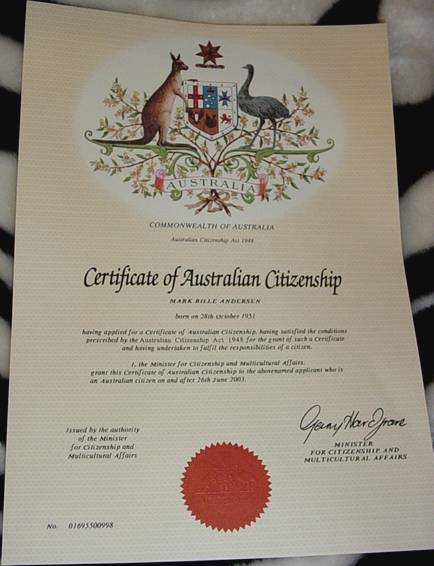 AUSTRALIA
COMMONWEALTH OF AUSTRALIA
Australian Citizenship Act 1948
Certificate of Australian Citizenship
MARK BILLE ANDERSEN
born on 28th October 1951
having applied for a Certificate of Australian Citizenship, having satisfied the conditions
prescribed by the Australian Citizenship Act 1948 for the grant of such a Certificate
and having undertaken to fulfil the responsibilities of a citizen,
I, the Minister for Citizenship and Multicultural Affairs,
grant this Certificate of Australian Citizenship to the abovenamed applicant who is
an Australian citizen on and after 26th June 2003.
Issued by the authority
of the Minister
for Citizenship and
Multicultural Affairs
MINISTER
FOR CITIZENSHIP AND
MULTICULTURAL AFFAIRS
No. 01695500998